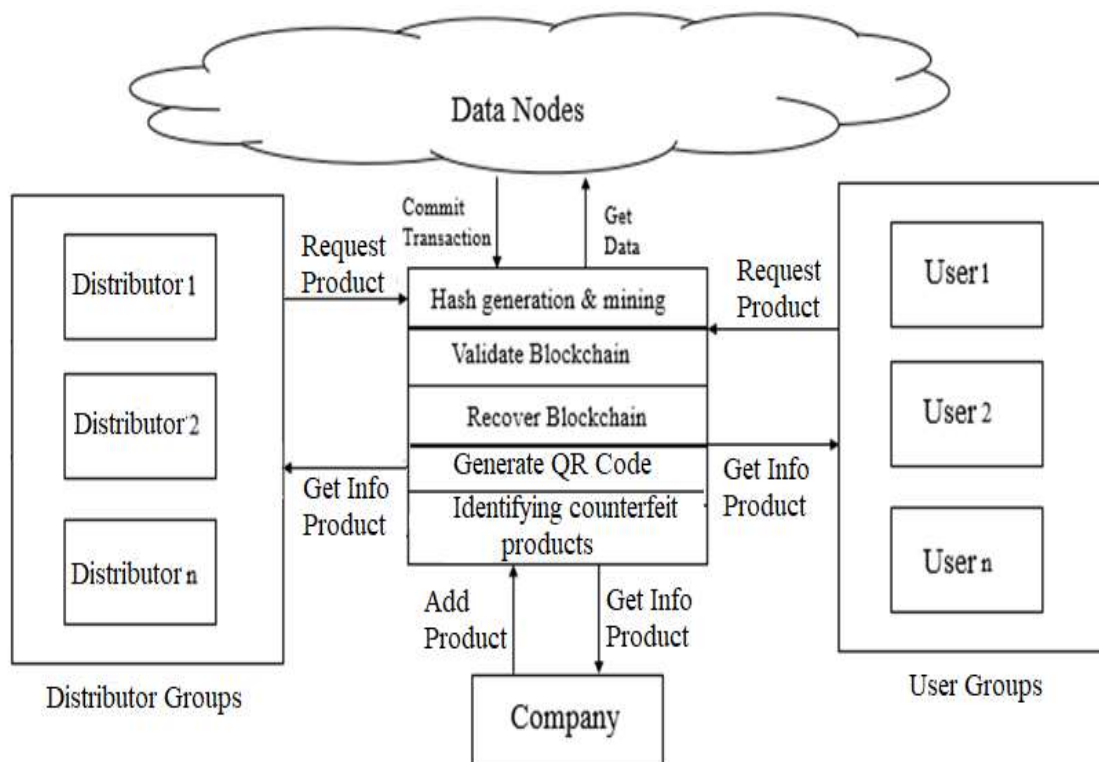 Data Nodes
Commit
Transaction
Get
Data
Distributor 1
Distributor 2
Distributor n
Distributor Groups
Request
Product
Get Info
Product
Hash generation & mining
Validate Blockchain
Recover Blockchain
Generate QR Code
Identifying counterfeit
products
Request
Product
Get Info
Product
User 1
User 2
User n
User Groups
Add
Product
Get Info
Product
Company